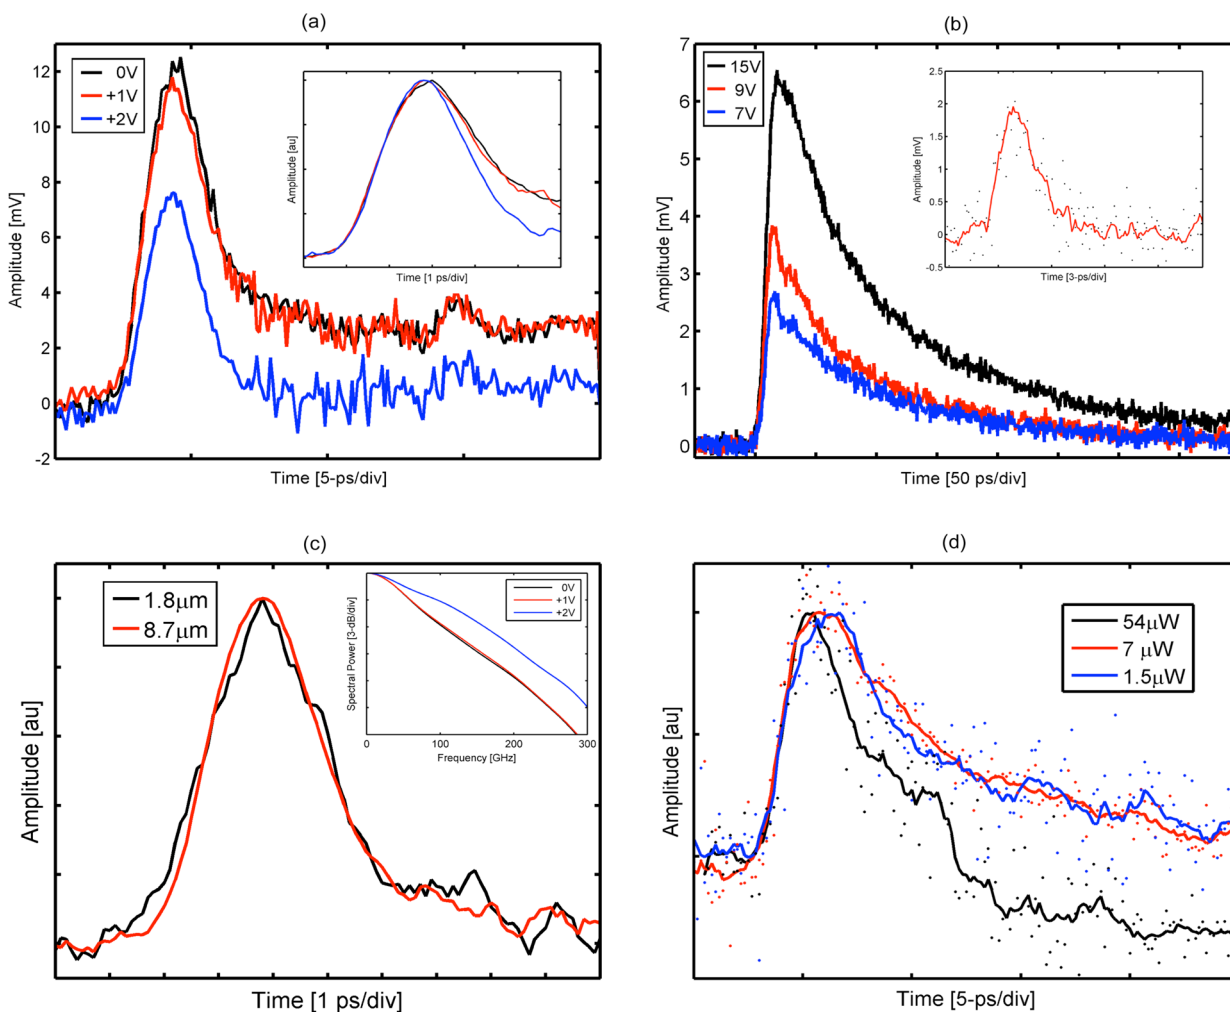 (a)
12
10
8
6
4
2
0
-2
Amplitude [mV]
0V
+1V
+2V
Amplitude [au]
Time [1 ps/div]
Time [5-ps/div]
(b)
7
6
5
4
3
2
1
0
Amplitude [mV]
15V
9V
7V
2.5
2
1.5
1
0.5
0
-0.5
Amplitude [mV]
Time [3-ps/div]
Time [50 ps/div]
(c)
Amplitude [au]
1.8μm
8.7μm
Spectral Power [3-dB/div]
0V
+1V
+2V
0
100
200
300
Frequency [GHz]
Time [1 ps/div]
(d)
Amplitude [au]
54μW
7 μW
1.5μW
Time [5-ps/div]